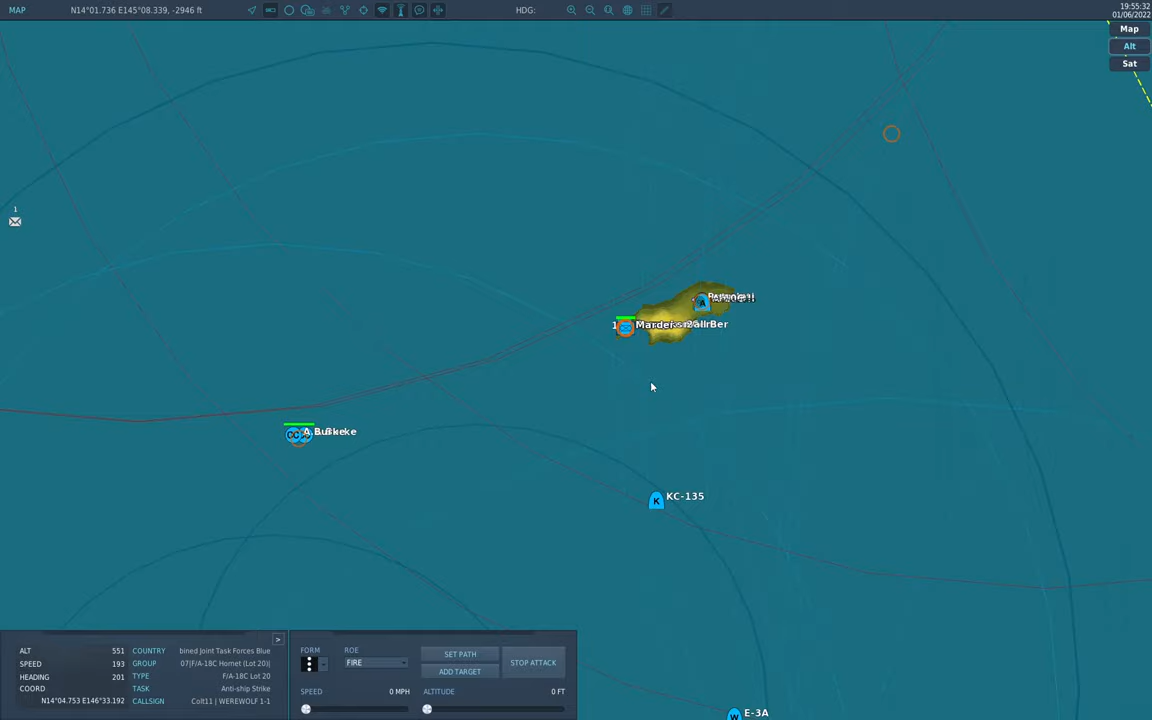 MAP N14°01.736 E145°08.339, -2946 ft HDG: 19:55:32
01/06/2022
Map
Alt
Sat
1
A
KC-135
K
E-3A
W
>
ALT 551
SPEED 193
HEADING 201
COORD
N14°04.753 E146°33.192
COUNTRY bined Joint Task Forces Blue
GROUP 07|F/A-18C Hornet (Lot 20)|
TYPE F/A-18C Lot 20
TASK Anti-ship Strike
CALLSIGN Colt11 | WEREWOLF 1-1
FORM
ROE
FIRE
SET PATH
ADD TARGET
STOP ATTACK
SPEED 0 MPH
ALTITUDE 0 FT